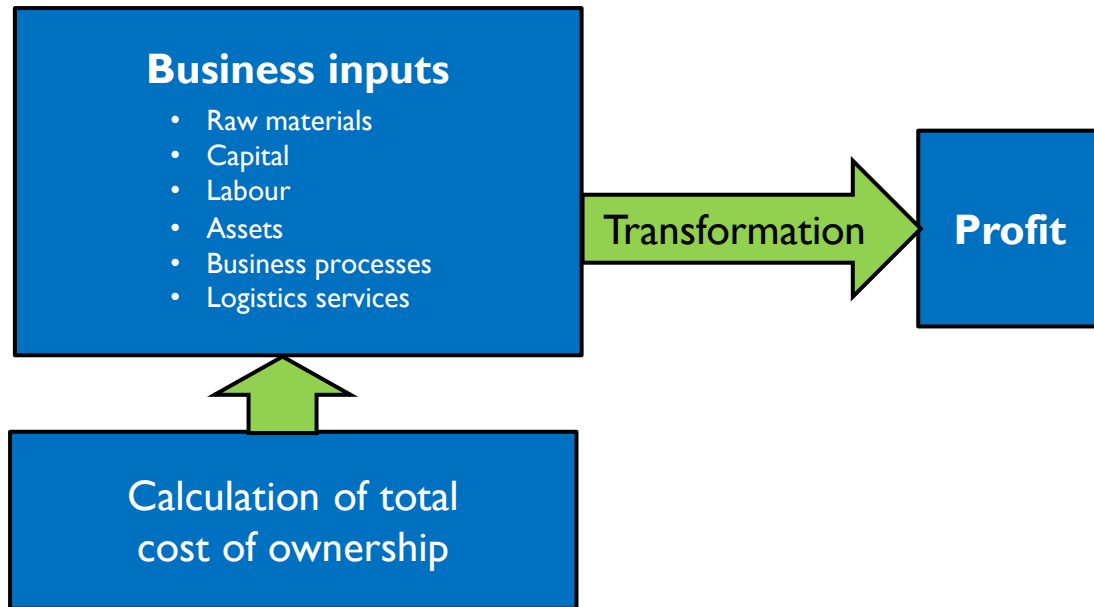 Business inputs
• Raw materials
• Capital
• Labour
• Assets
• Business processes
• Logistics services
Transformation
Profit
Calculation of total
cost of ownership